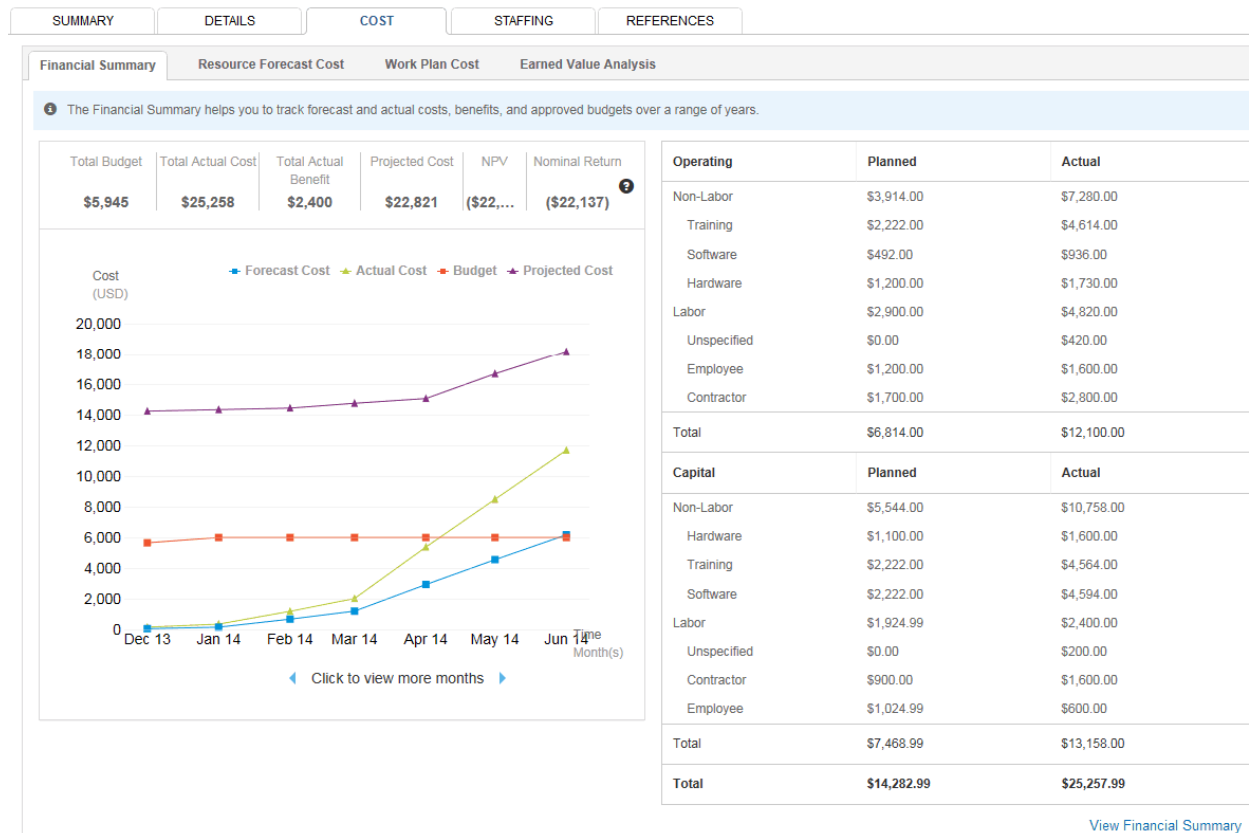 SUMMARY DETAILS COST STAFFING REFERENCES
Financial Summary Resource Forecast Cost Work Plan Cost Earned Value Analysis
The Financial Summary helps you to track forecast and actual costs, benefits, and approved budgets over a range of years.
Total Budget Total Actual Cost Total Actual Benefit Projected Cost NPV Nominal Return
$5,945 $25,258 $2,400 $22,821 ($22,... ($22,137)
Forecast Cost Actual Cost Budget Projected Cost
Cost
(USD)
20,000
18,000
16,000
14,000
12,000
10,000
8,000
6,000
4,000
2,000
0
Dec 13 Jan 14 Feb 14 Mar 14 Apr 14 May 14 Jun 14
Time
Month(s)
Click to view more months
Operating Planned Actual
Non-Labor $3,914.00 $7,280.00
Training $2,222.00 $4,614.00
Software $492.00 $936.00
Hardware $1,200.00 $1,730.00
Labor $2,900.00 $4,820.00
Unspecified $0.00 $420.00
Employee $1,200.00 $1,600.00
Contractor $1,700.00 $2,800.00
Total $6,814.00 $12,100.00
Capital Planned Actual
Non-Labor $5,544.00 $10,758.00
Hardware $1,100.00 $1,600.00
Training $2,222.00 $4,564.00
Software $2,222.00 $4,594.00
Labor $1,924.99 $2,400.00
Unspecified $0.00 $200.00
Contractor $900.00 $1,600.00
Employee $1,024.99 $600.00
Total $7,468.99 $13,158.00
Total $14,282.99 $25,257.99
View Financial Summary